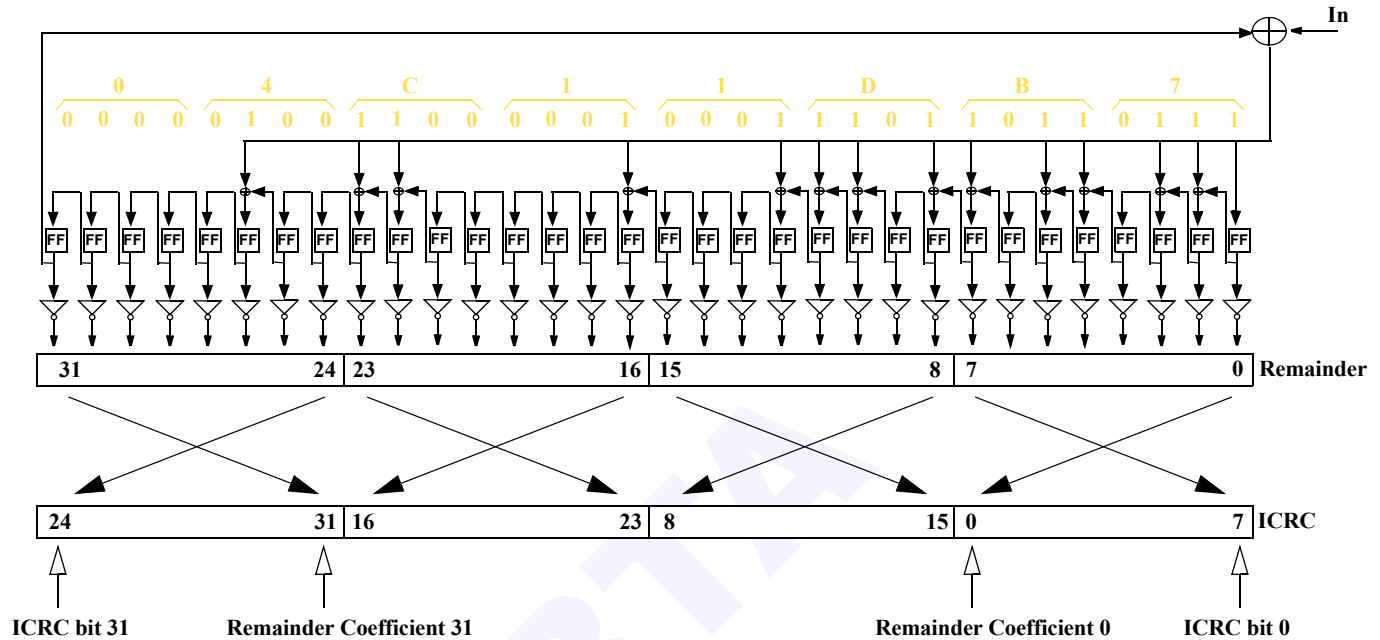 In
0 4 C 1 1 D B 7
0 0 0 0 0 1 0 0 1 1 0 0 0 0 0 1 0 0 0 1 1 1 0 1 1 0 1 1 0 1 1 1
FF FF FF FF FF FF FF FF FF FF FF FF FF FF FF FF FF FF FF FF FF FF FF FF FF FF FF FF FF FF FF FF
31 24 23 16 15 8 7 0 Remainder
24 31 16 23 8 15 0 7 ICRC
ICRC bit 31 Remainder Coefficient 31 Remainder Coefficient 0 ICRC bit 0